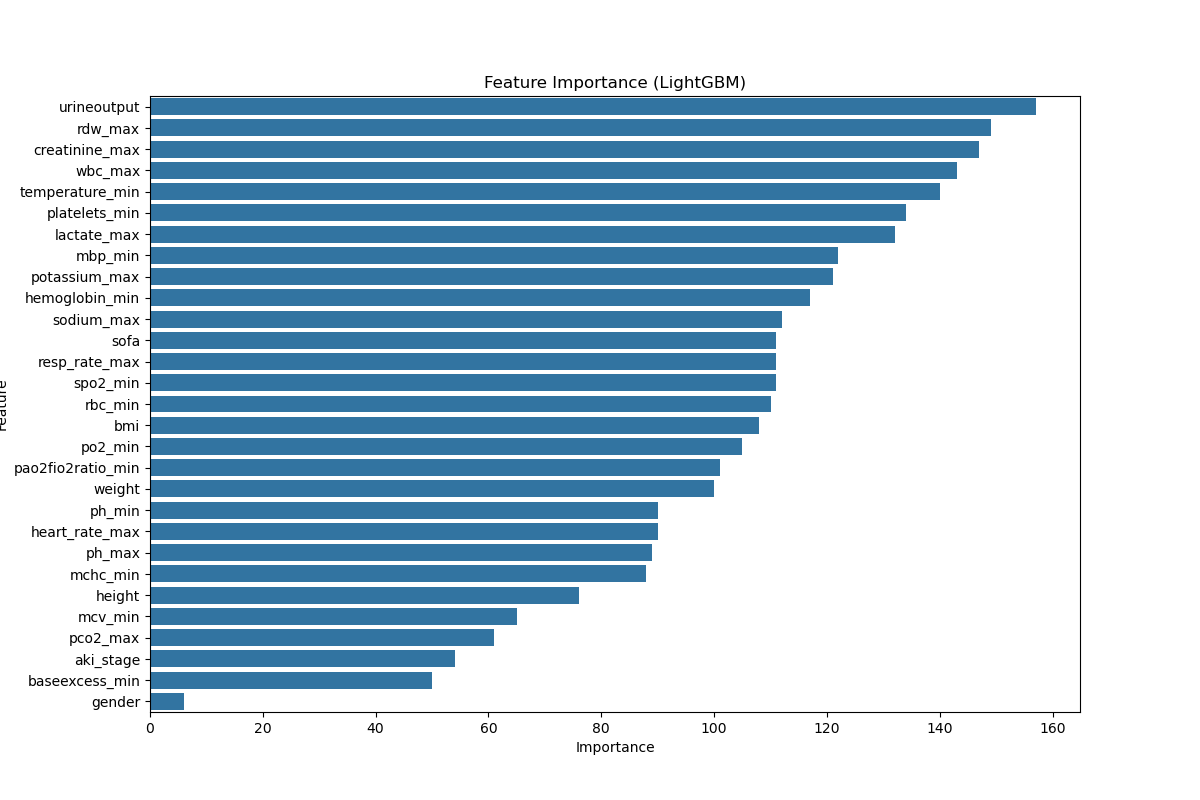 Feature Importance (LightGBM)
urineoutput
rdw_max
creatinine_max
wbc_max
temperature_min
platelets_min
lactate_max
mbp_min
potassium_max
hemoglobin_min
sodium_max
sofa
resp_rate_max
spo2_min
rbc_min
bmi
po2_min
pao2fio2ratio_min
weight
ph_min
heart_rate_max
ph_max
mchc_min
height
mcv_min
pco2_max
aki_stage
baseexcess_min
gender
Feature
0 20 40 60 80 100 120 140 160
Importance